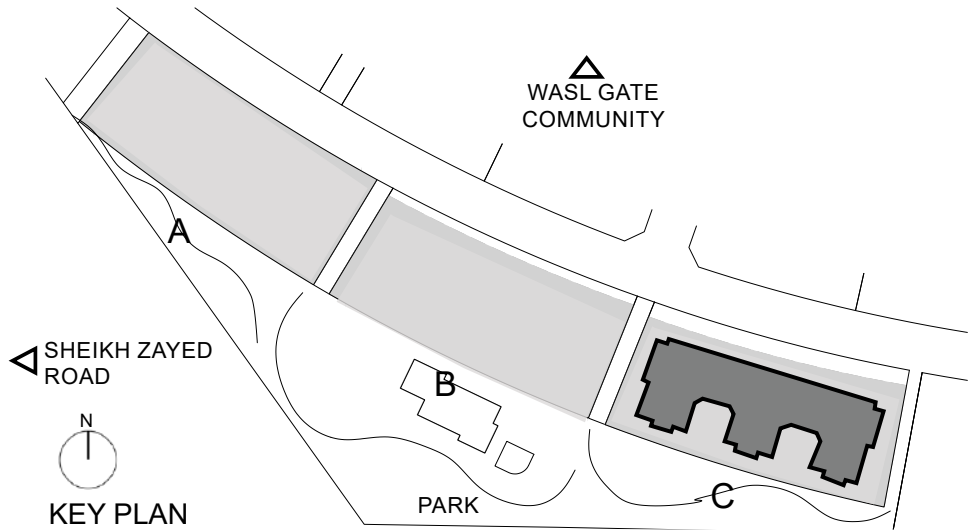 WASL GATE
COMMUNITY
A
SHEIKH ZAYED
ROAD
B
N
C
PARK
KEY PLAN